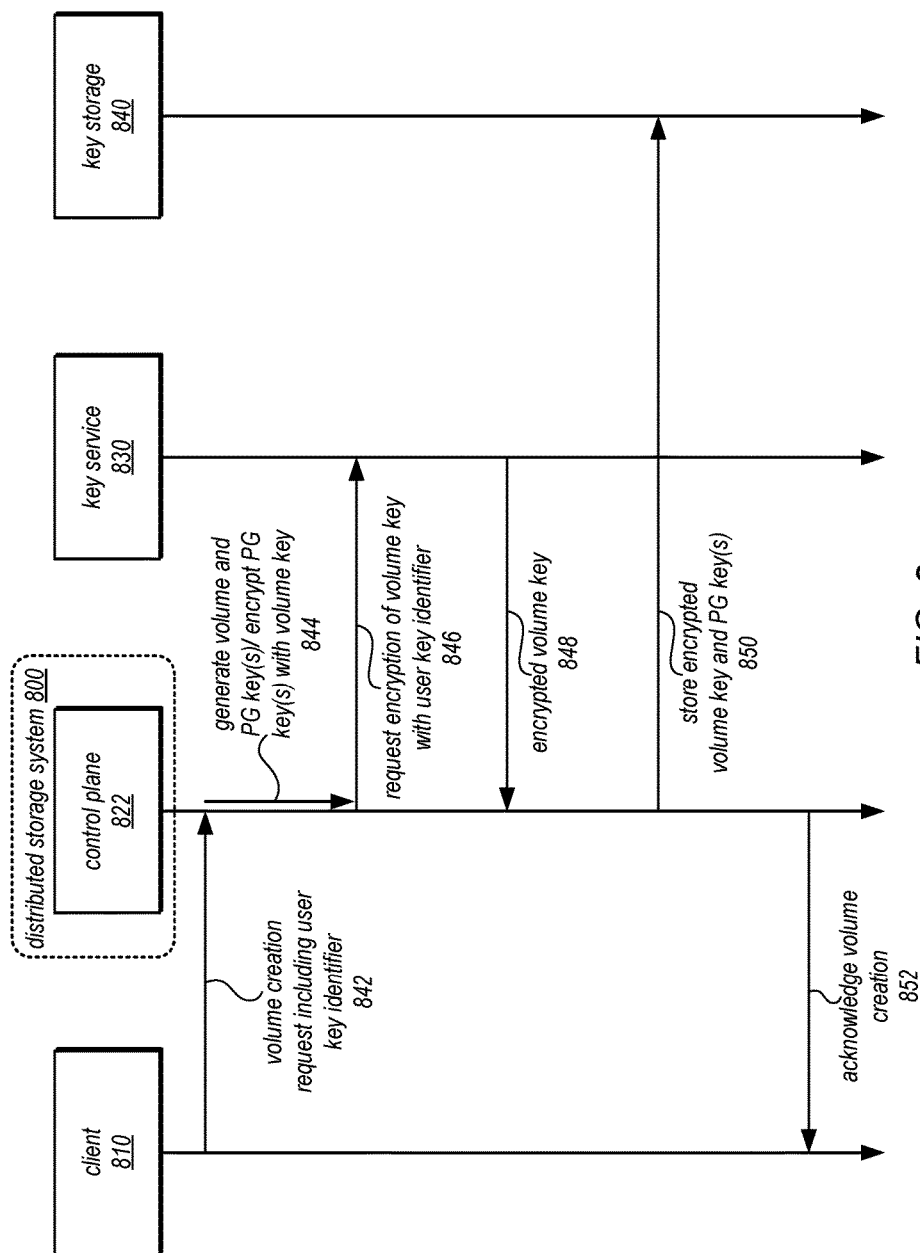 distributed storage system 800
client
810
control plane
822
key service
830
key storage
840
volume creation
request including user
key identifier
842
generate volume and
PG key(s)/ encrypt PG
key(s) with volume key
844
request encryption of volume key
with user key identifier
846
encrypted volume key
848
store encrypted
volume key and PG key(s)
850
acknowledge volume
creation
852
FIG.